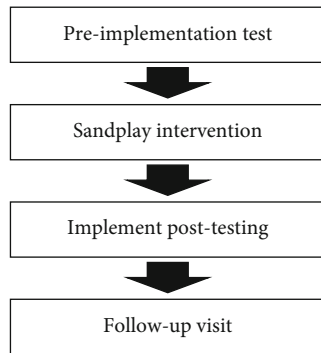 Pre-implementation test
Sandplay intervention
Implement post-testing
Follow-up visit